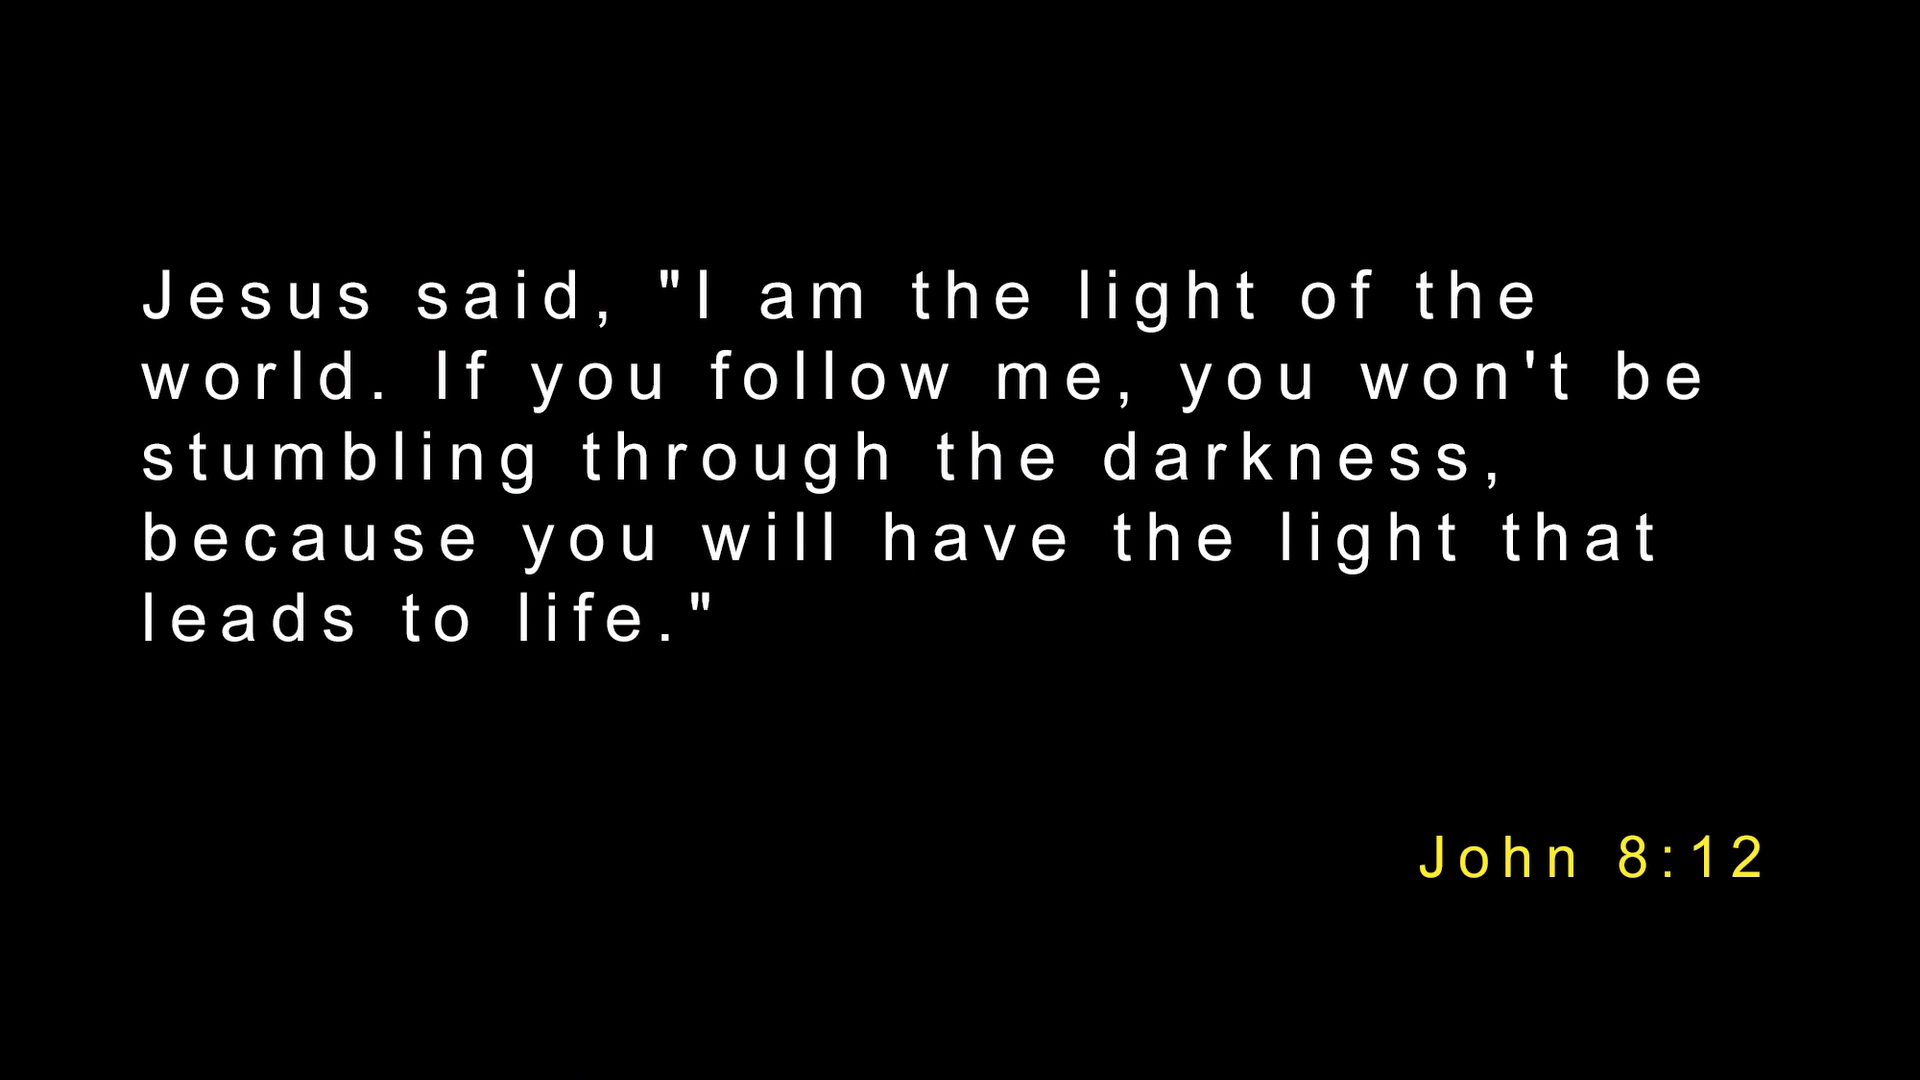 Jesus said, "I am the light of the
world. If you follow me, you won't be
stumbling through the darkness,
because you will have the light that
leads to life."
John 8:12